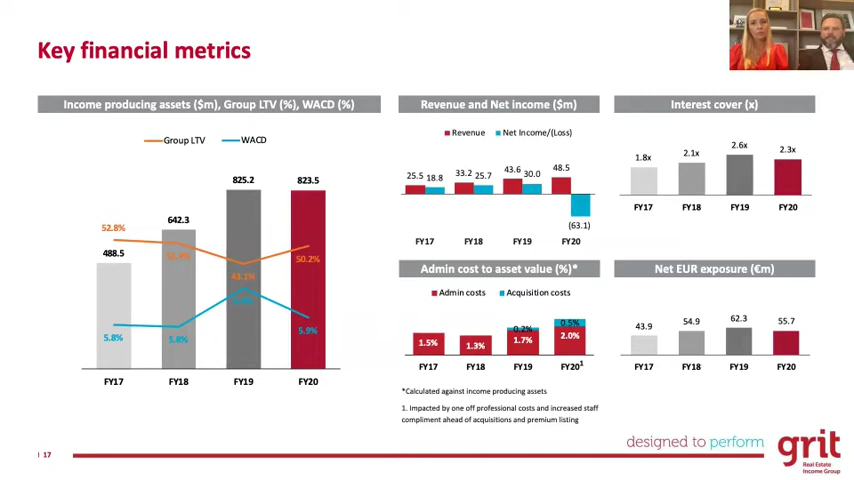 Key financial metrics
Income producing assets ($m), Group LTV (%), WACD (%)
Group LTV WACD
825.2 823.5
642.3
488.5
52.8%
50.2%
43.1%
5.8% 5.8% 5.9%
FY17 FY18 FY19 FY20
Revenue and Net income ($m)
Revenue Net Income/(Loss)
25.5 18.8 33.2 25.7 43.6 30.0 48.5
(63.1)
FY17 FY18 FY19 FY20
Interest cover (x)
1.8x 2.1x 2.6x 2.3x
FY17 FY18 FY19 FY20
Admin cost to asset value (%)*
Admin costs Acquisition costs
0.2% 0.5%
1.5% 1.3% 1.7% 2.0%
FY17 FY18 FY19 FY20¹
*Calculated against income producing assets
1. Impacted by one off professional costs and increased staff
compliment ahead of acquisitions and premium listing
Net EUR exposure (€m)
43.9 54.9 62.3 55.7
FY17 FY18 FY19 FY20
designed to perform
grit
Real Estate
Income Group
17